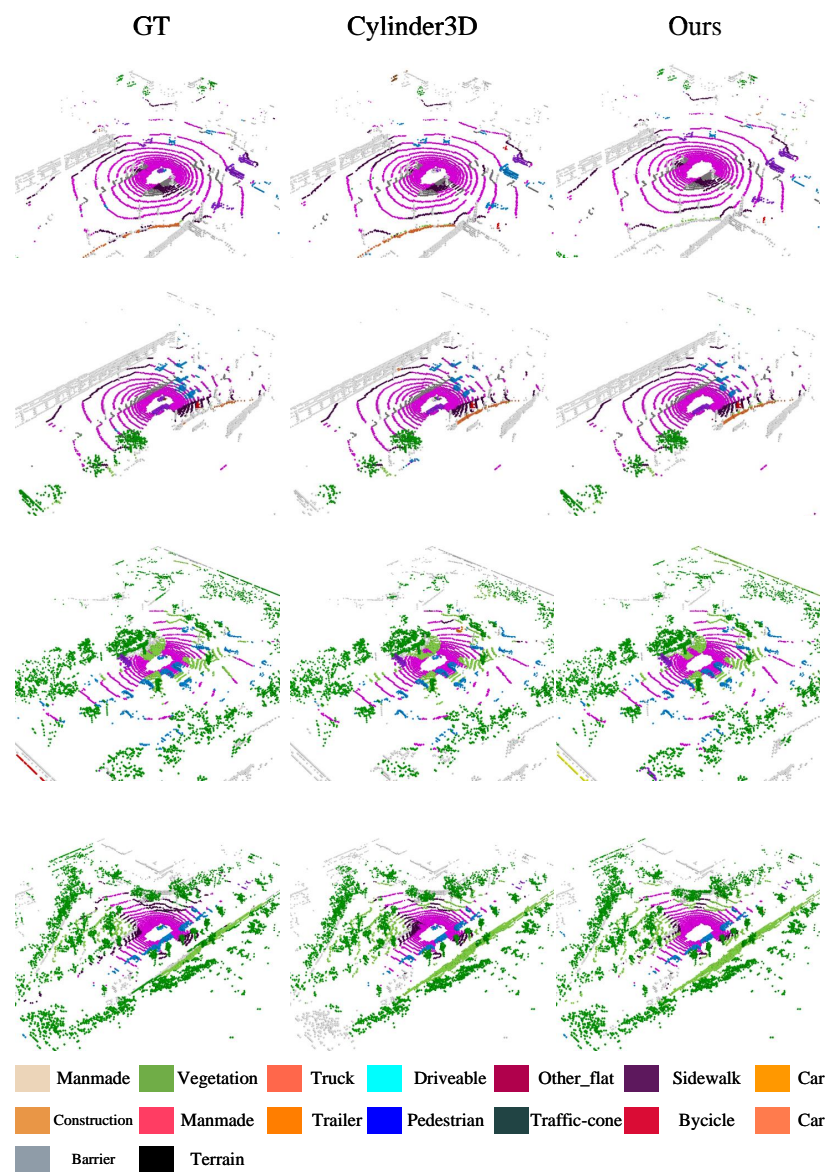 GT Cylinder3D Ours
Manmade Vegetation Truck Driveable Other_flat Sidewalk Car
Construction Manmade Trailer Pedestrian Traffic-cone Bycicle Car
Barrier Terrain